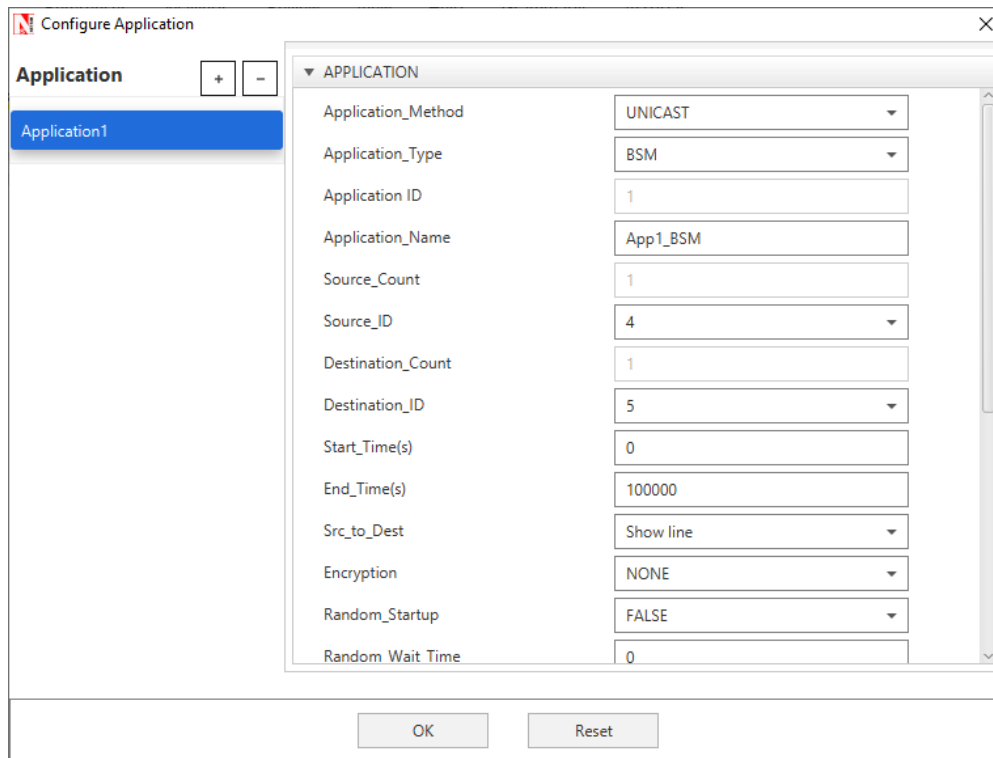 Configure Application
Application
+ -
Application1
APPLICATION
Application_Method UNICAST
Application_Type BSM
Application ID 1
Application_Name App1_BSM
Source_Count 1
Source_ID 4
Destination_Count 1
Destination_ID 5
Start_Time(s) 0
End_Time(s) 100000
Src_to_Dest Show line
Encryption NONE
Random_Startup FALSE
Random_Wait_Time 0
OK Reset